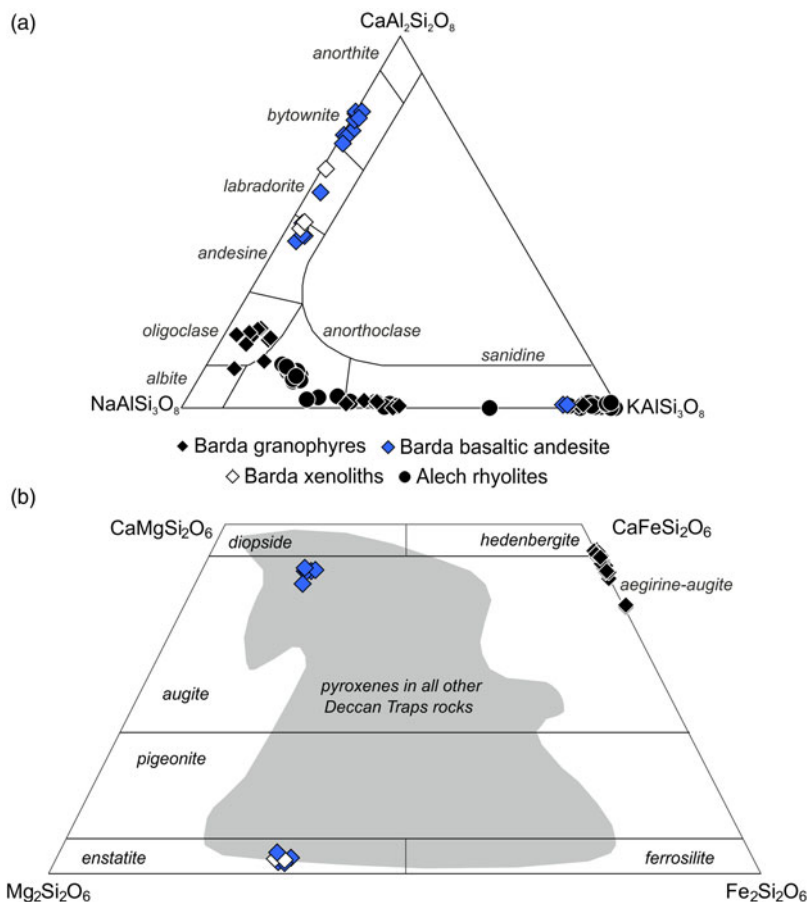 (a)
CaAl₂Si₂O₈
anorthite
bytownite
labradorite
andesine
oligoclase
anorthoclase
sanidine
albite
NaAlSi₃O₈
KAlSi₃O₈
Barda granophyres
Barda basaltic andesite
Barda xenoliths
Alech rhyolites
(b)
CaMgSi₂O₆
CaFeSi₂O₆
diopside
hedenbergite
aegirine-augite
augite
pyroxenes in all other
Deccan Traps rocks
pigeonite
enstatite
ferrosilite
Mg₂Si₂O₆
Fe₂Si₂O₆